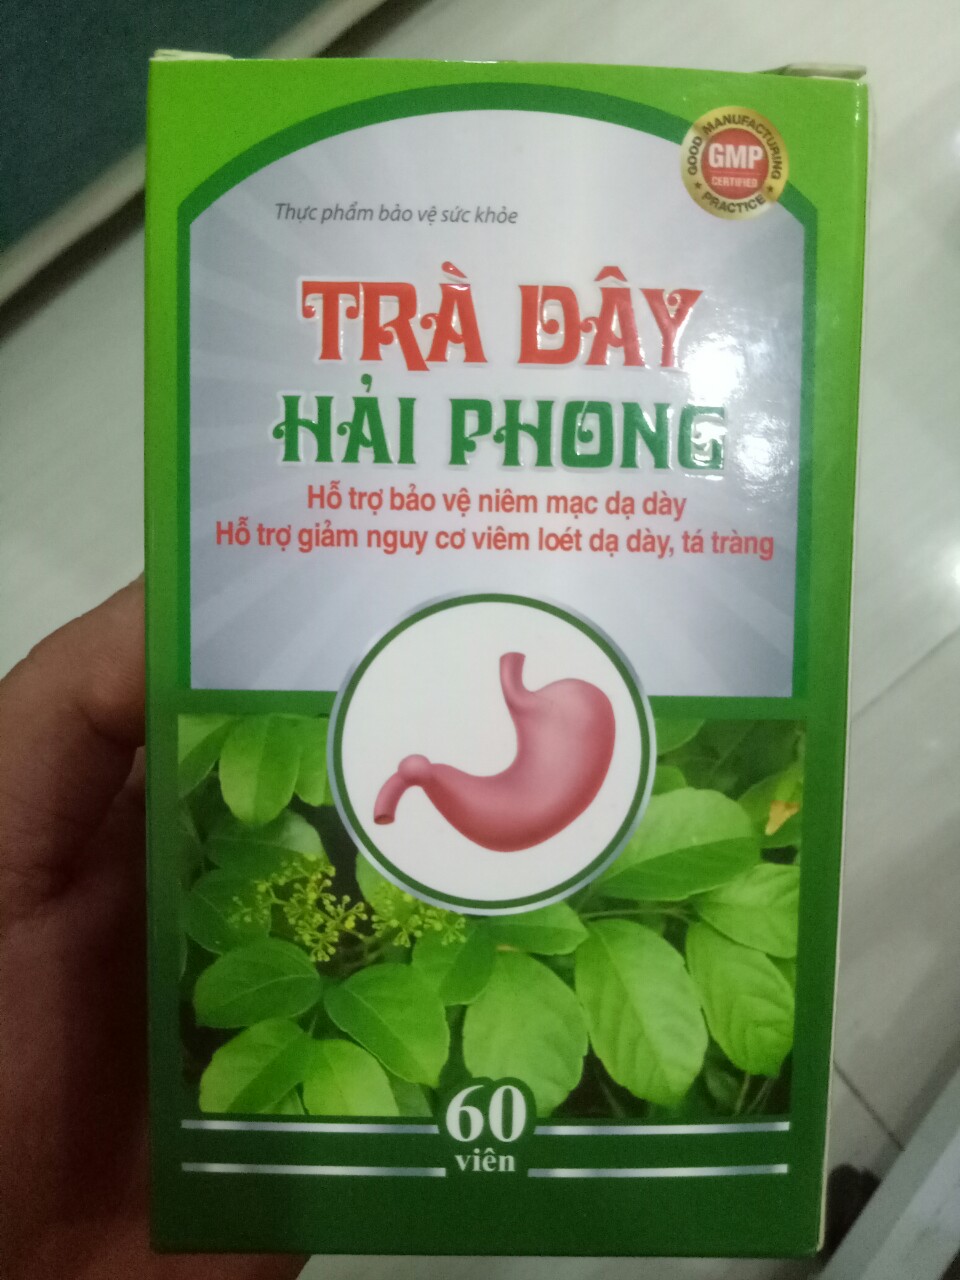 GOOD MANUFACTURING PRACTICE
GMP
CERTIFIED
Thực phẩm bảo vệ sức khỏe
TRÀ DÂY
HẢI PHONG
Hỗ trợ bảo vệ niêm mạc dạ dày
Hỗ trợ giảm nguy cơ viêm loét dạ dày, tá tràng
60
viên